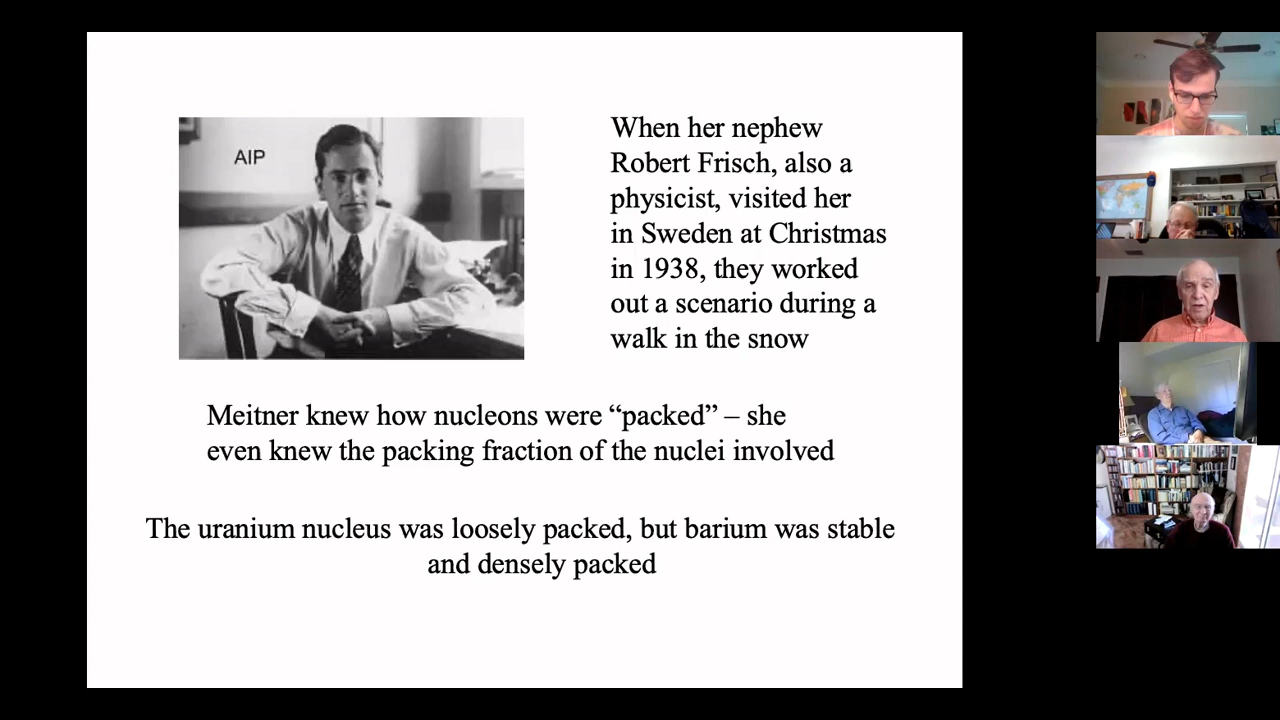 AIP
When her nephew
Robert Frisch, also a
physicist, visited her
in Sweden at Christmas
in 1938, they worked
out a scenario during a
walk in the snow
Meitner knew how nucleons were “packed” – she
even knew the packing fraction of the nuclei involved
The uranium nucleus was loosely packed, but barium was stable
and densely packed